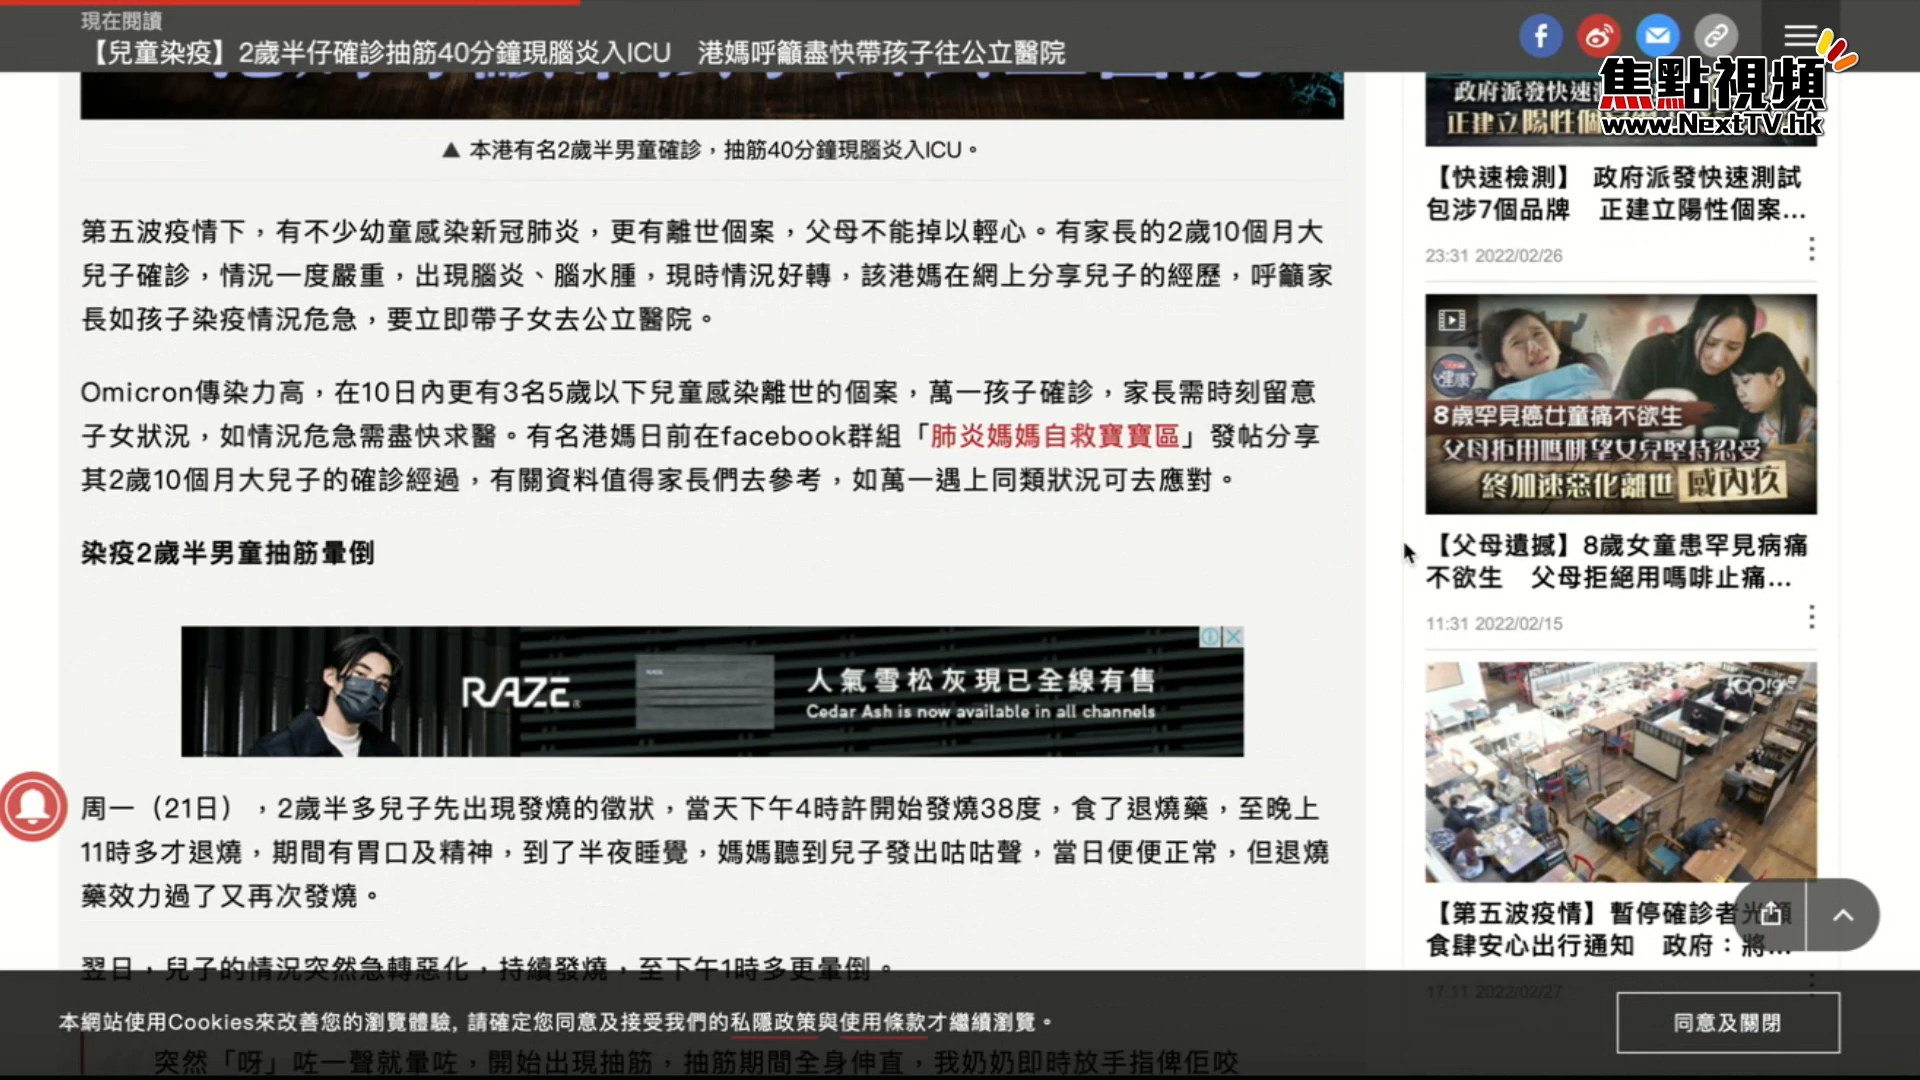 現在閱讀
【兒童染疫】2歲半仔確診抽筋40分鐘現腦炎入ICU 港媽呼籲盡快帶孩子往公立醫院
焦點視頻
www.NextTV.hk
▲ 本港有名2歲半男童確診，抽筋40分鐘現腦炎入ICU。
第五波疫情下，有不少幼童感染新冠肺炎，更有離世個案，父母不能掉以輕心。有家長的2歲10個月大
兒子確診，情況一度嚴重，出現腦炎、腦水腫，現時情況好轉，該港媽在網上分享兒子的經歷，呼籲家
長如孩子染疫情況危急，要立即帶子女去公立醫院。
Omicron傳染力高，在10日內更有3名5歲以下兒童感染離世的個案，萬一孩子確診，家長需時刻留意
子女狀況，如情況危急需盡快求醫。有名港媽日前在facebook群組「肺炎媽媽自救寶寶區」發帖分享
其2歲10個月大兒子的確診經過，有關資料值得家長們去參考，如萬一遇上同類狀況可去應對。
染疫2歲半男童抽筋暈倒
RAZE
人氣雪松灰現已全線有售
Cedar Ash is now available in all channels
周一（21日），2歲半多兒子先出現發燒的徵狀，當天下午4時許開始發燒38度，食了退燒藥，至晚上
11時多才退燒，期間有胃口及精神，到了半夜睡覺，媽媽聽到兒子發出咕咕聲，當日便便正常，但退燒
藥效力過了又再次發燒。
翌日，兒子的情況突然急轉惡化，持續發燒，至下午1時多更暈倒。
突然「呀」咗一聲就暈咗，開始出現抽筋，抽筋期間全身伸直，我奶奶即時放手指俾佢咬
政府派發快速
正建立陽性個
【快速檢測】 政府派發快速測試
包涉7個品牌 正建立陽性個案...
23:31 2022/02/26
健康
8歲罕見癌女童痛不欲生
父母拒用嗎啡望女兒堅持忍受
終加速惡化離世 感內疚
【父母遺撼】8歲女童患罕見病痛
不欲生 父母拒絕用嗎啡止痛...
11:31 2022/02/15
【第五波疫情】暫停確診者光顧
食肆安心出行通知 政府：將...
17:11 2022/02/27
本網站使用Cookies來改善您的瀏覽體驗, 請確定您同意及接受我們的私隱政策與使用條款才繼續瀏覽。
同意及關閉